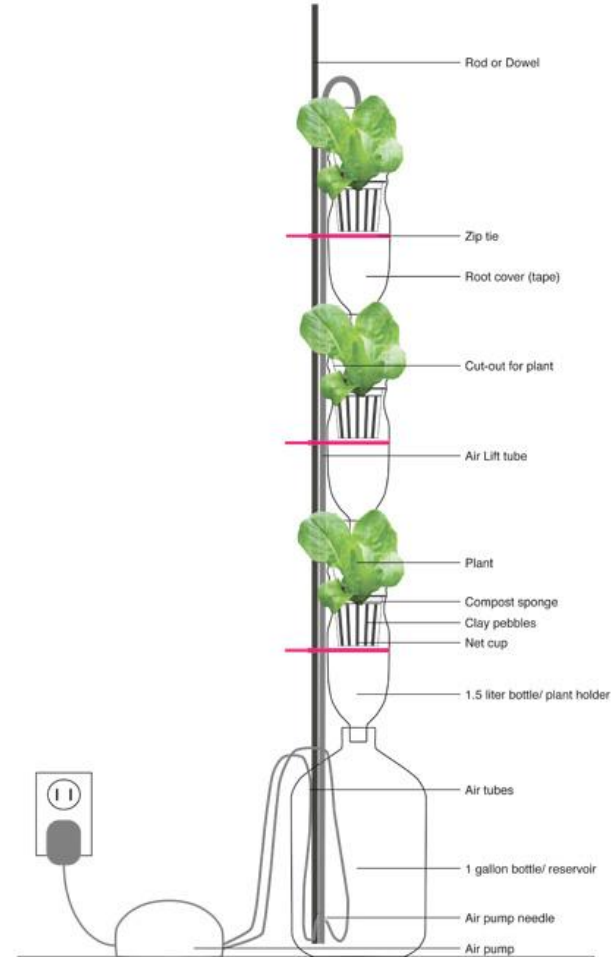 Rod or Dowel
Zip tie
Root cover (tape)
Cut-out for plant
Air Lift tube
Plant
Compost sponge
Clay pebbles
Net cup
1.5 liter bottle/ plant holder
Air tubes
1 gallon bottle/ reservoir
Air pump needle
Air pump